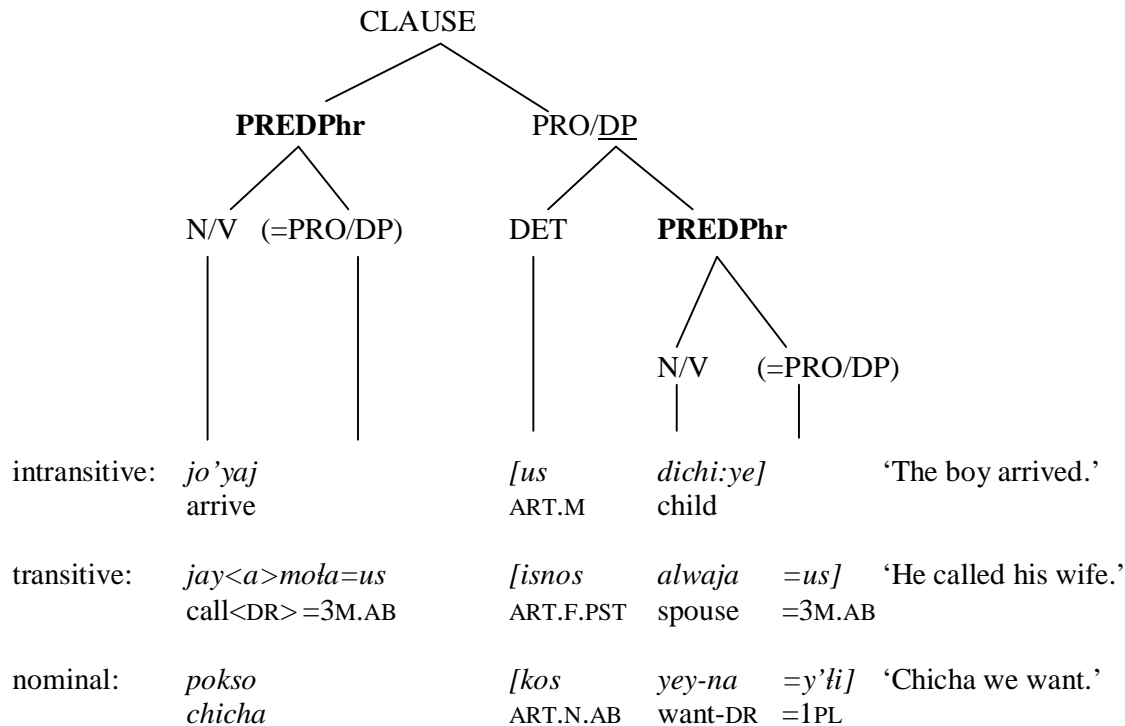 CLAUSE
PREDPhr PRO/DP
N/V (=PRO/DP) DET PREDPhr
N/V (=PRO/DP)
intransitive: jo’yaj [us dichi:ye] ‘The boy arrived.’
arrive ART.M child
transitive: jay<a>moła=us [isnos alwaja =us] ‘He called his wife.’
call<DR> =3M.AB ART.F.PST spouse =3M.AB
nominal: pokso [kos yey-na =y’łi] ‘Chicha we want.’
chicha ART.N.AB want-DR =1PL